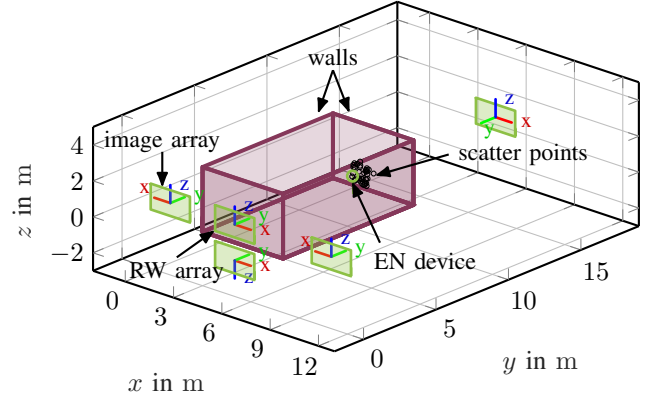 walls
z
x
y
image array
scatter points
4
2
0
−2
z in m
x
z
y
y
x
z
y
x
z
y
x
z
RW array
EN device
0
3
6
9
12
0
5
10
15
x in m
y in m